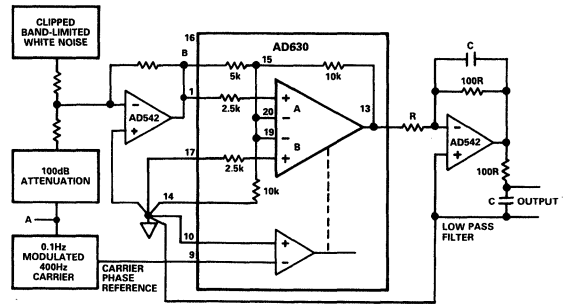 CLIPPED
BAND-LIMITED
WHITE NOISE
16
B
AD630
15
5k
10k
C
100R
1
2.5k
+
A
20
−
19
−
B
+
13
R
−
AD542
+
−
AD542
+
17
2.5k
14
10k
100R
C
OUTPUT
100dB
ATTENUATION
A
0.1Hz
MODULATED
400Hz
CARRIER
10
9
+
−
CARRIER
PHASE
REFERENCE
LOW PASS
FILTER